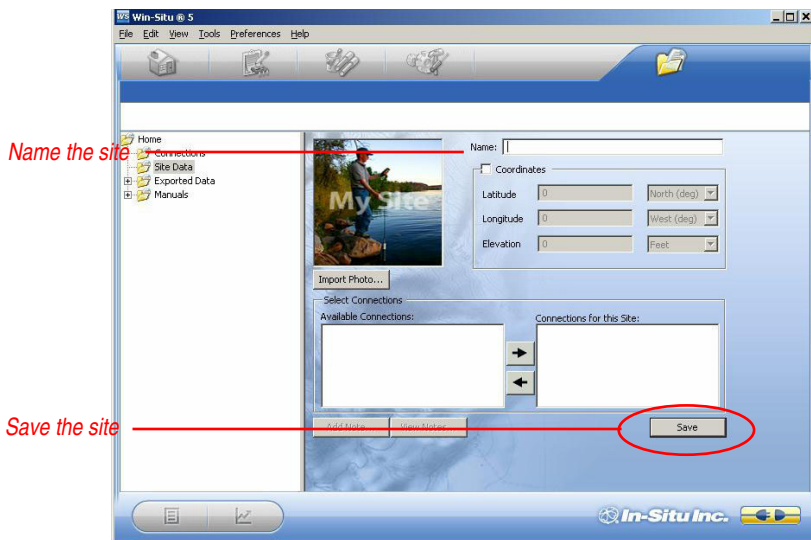 Win-Situ ® 5
File Edit View Tools Preferences Help
Home
Connections
Site Data
Exported Data
Manuals
Name the site
My Site
Name:
Coordinates
Latitude 0 North (deg)
Longitude 0 West (deg)
Elevation 0 Feet
Import Photo...
Select Connections
Available Connections:
Connections for this Site:
Save the site
Add Note... View Notes...
Save
In-Situ Inc.